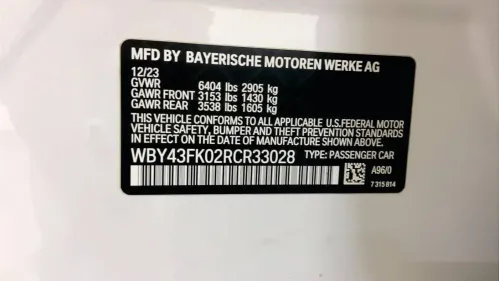 MFD BY BAYERISCHE MOTOREN WERKE AG
12/23
GVWR 6404 lbs 2905 kg
GAWR FRONT 3153 lbs 1430 kg
GAWR REAR 3538 lbs 1605 kg
THIS VEHICLE CONFORMS TO ALL APPLICABLE U.S.FEDERAL MOTOR
VEHICLE SAFETY, BUMPER, AND THEFT PREVENTION STANDARDS
IN EFFECT ON THE DATE OF MANUFACTURE SHOWN ABOVE.
WBY43FK02RCR33028 TYPE: PASSENGER CAR
A96/0
7 315 814